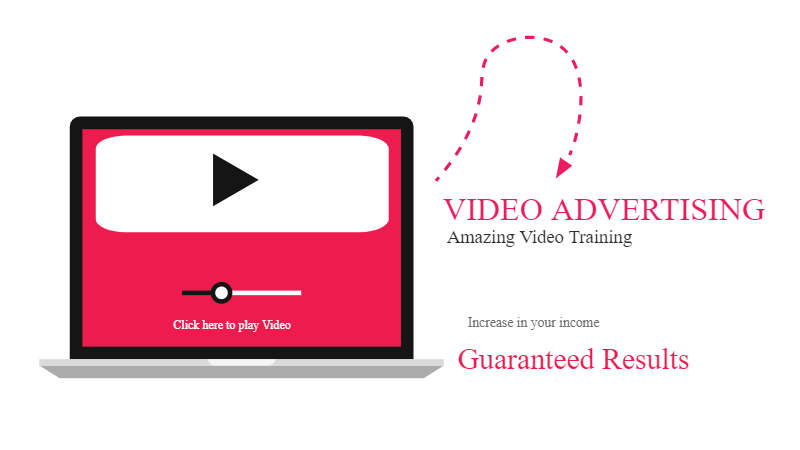 VIDEO ADVERTISING
Amazing Video Training
Click here to play Video
Increase in your income
Guaranteed Results